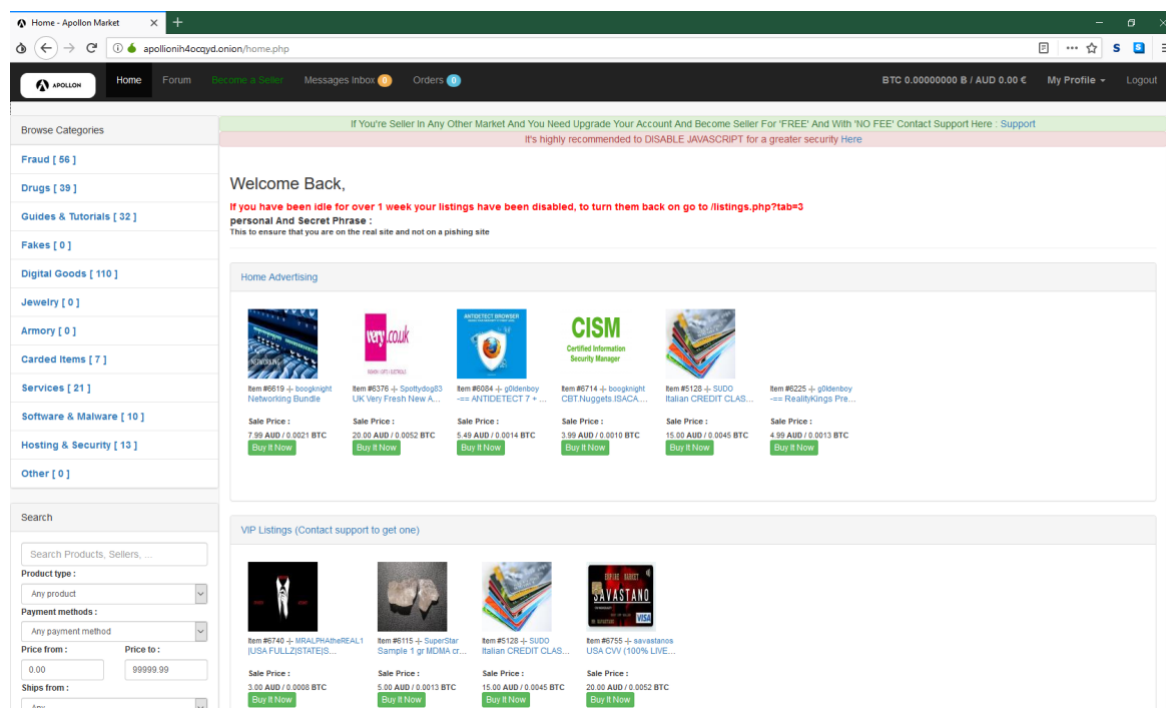 Home - Apollon Market
apollionih4ocqyd.onion/home.php
APOLLON
Home Forum Become a Seller Messages Inbox 0 Orders 0 BTC 0.00000000 B / AUD 0.00 € My Profile Logout
Browse Categories
Fraud [ 56 ]
Drugs [ 39 ]
Guides & Tutorials [ 32 ]
Fakes [ 0 ]
Digital Goods [ 110 ]
Jewelry [ 0 ]
Armory [ 0 ]
Carded Items [ 7 ]
Services [ 21 ]
Software & Malware [ 10 ]
Hosting & Security [ 13 ]
Other [ 0 ]
Search
Search Products, Sellers, ...
Product type :
Any product
Payment methods :
Any payment method
Price from : Price to :
0.00 99999.99
Ships from :
Any
If You're Seller In Any Other Market And You Need Upgrade Your Account And Become Seller For 'FREE' And With 'NO FEE' Contact Support Here : Support
It's highly recommended to DISABLE JAVASCRIPT for a greater security Here
Welcome Back,
If you have been idle for over 1 week your listings have been disabled, to turn them back on go to /listings.php?tab=3
personal And Secret Phrase :
This to ensure that you are on the real site and not on a pishing site
Home Advertising
NETWORKING
very.co.uk
ANTIDETECT BROWSER
CISM
Certified Information
Security Manager
Item #6619 boogknight Item #6376 Spottydog83 Item #6084 g0ldenboy Item #6714 boogknight Item #5128 SUDO Item #6225 g0ldenboy
Networking Bundle UK Very Fresh New A... -== ANTIDETECT 7 + ... CBT.Nuggets.ISACA.... Italian CREDIT CLAS... -== RealityKings Pre...
Sale Price : Sale Price : Sale Price : Sale Price : Sale Price : Sale Price :
7.99 AUD / 0.0021 BTC 20.00 AUD / 0.0052 BTC 5.49 AUD / 0.0014 BTC 3.99 AUD / 0.0010 BTC 15.00 AUD / 0.0045 BTC 4.99 AUD / 0.0013 BTC
Buy It Now Buy It Now Buy It Now Buy It Now Buy It Now Buy It Now
VIP Listings (Contact support to get one)
EMPIRE MARKET
SAVASTANO
VISA
Item #6740 MRALPHAtheREAL1 Item #6115 SuperStar Item #5128 SUDO Item #6755 savastanos
|USA FULLZ|STATE|S... Sample 1 gr MDMA cr... Italian CREDIT CLAS... USA CVV (100% LIVE...
Sale Price : Sale Price : Sale Price : Sale Price :
3.00 AUD / 0.0008 BTC 5.00 AUD / 0.0013 BTC 15.00 AUD / 0.0045 BTC 20.00 AUD / 0.0052 BTC
Buy It Now Buy It Now Buy It Now Buy It Now